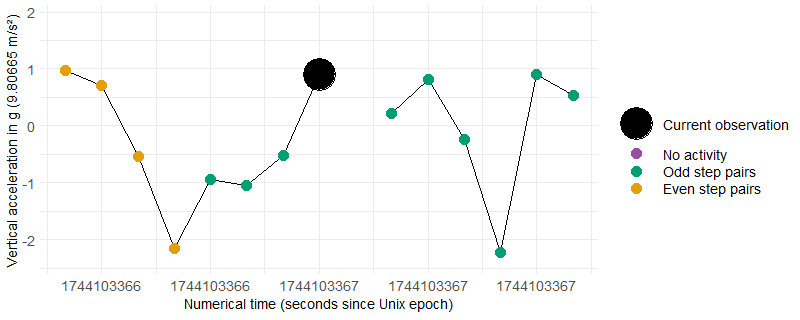 Vertical acceleration in g (9.80665 m/s²)
2
1
0
-1
-2
1744103366
1744103366
1744103367
1744103367
1744103367
Numerical time (seconds since Unix epoch)
Current observation
No activity
Odd step pairs
Even step pairs